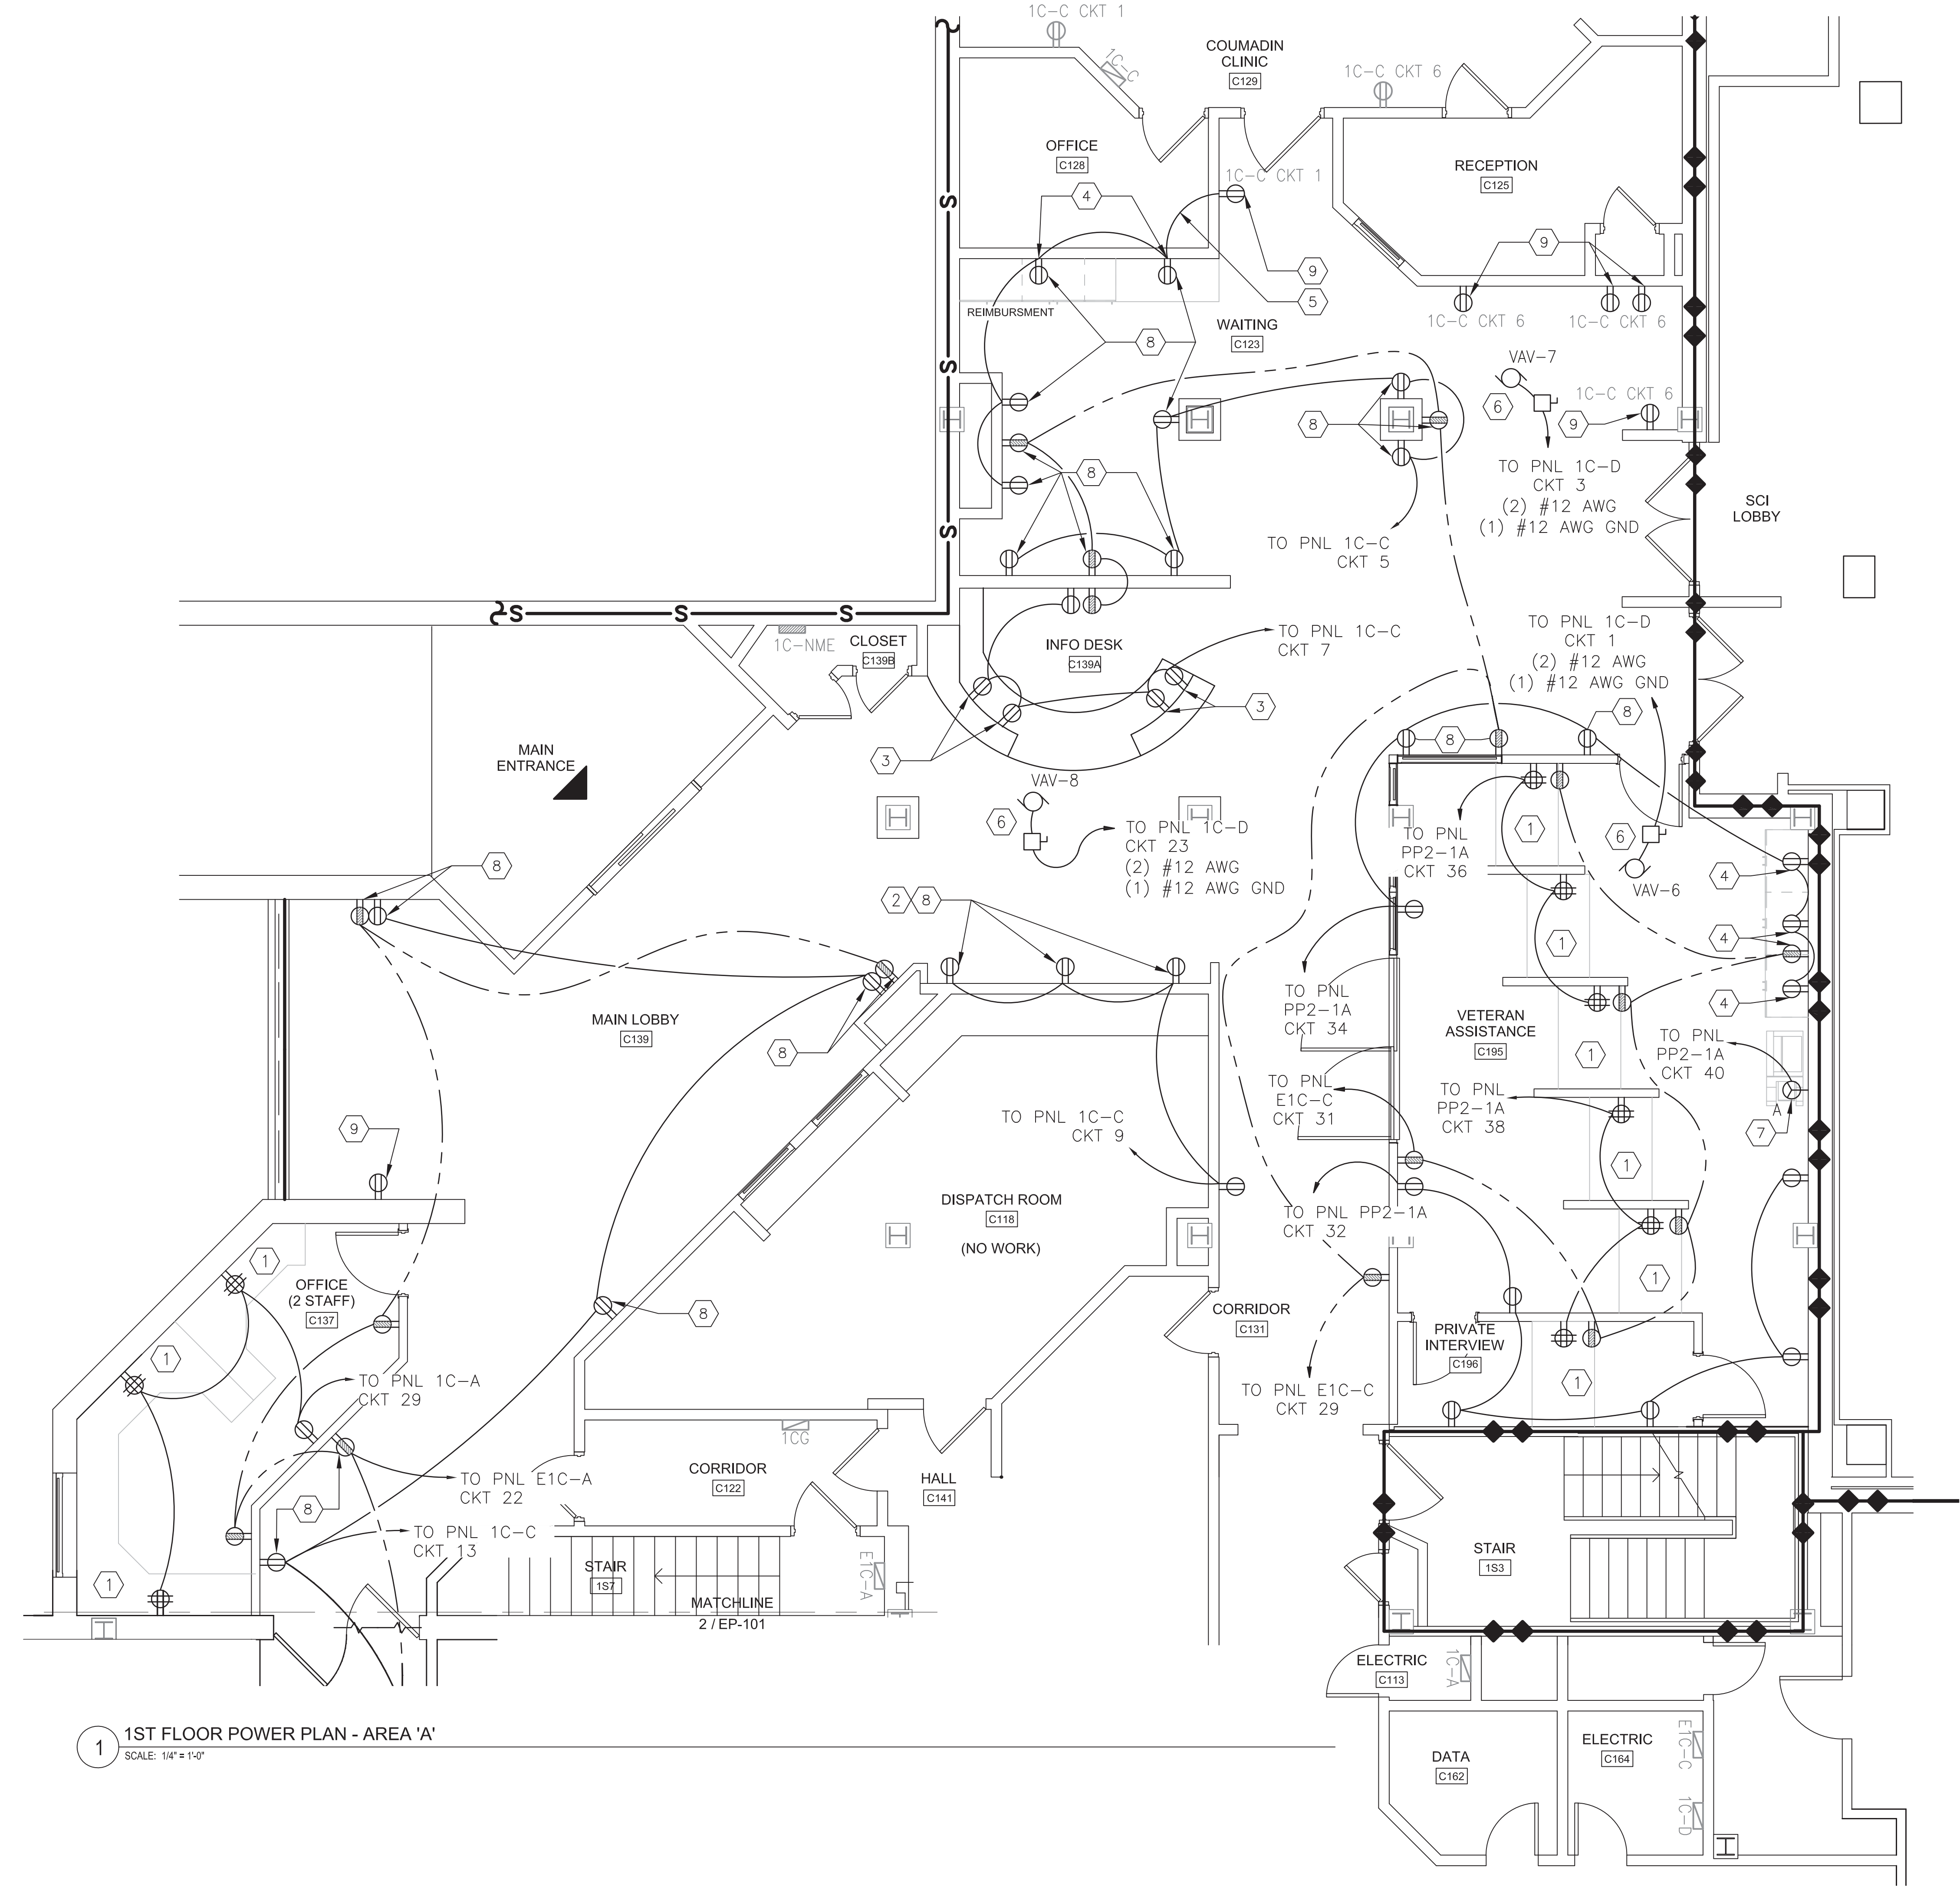 1C-C CKT 1
1C-C
COUMADIN
CLINIC
C129
1C-C CKT 6
OFFICE
C128
4
1C-C CKT 1
RECEPTION
C125
S
9
9
5
REIMBURSMENT
1C-C CKT 6
1C-C CKT 6
WAITING
C123
8
VAV-7
S
6
1C-C CKT 6
9
H
H
H
H
8
8
TO PNL 1C-D
CKT 3
(2) #12 AWG
(1) #12 AWG GND
SCI
LOBBY
S
TO PNL 1C-C
CKT 5
S
S
S
1C-NME
CLOSET
C139B
INFO DESK
C139A
TO PNL 1C-C
CKT 7
TO PNL 1C-D
CKT 1
(2) #12 AWG
(1) #12 AWG GND
3
3
8
8
MAIN
ENTRANCE
VAV-8
6
H
H
H
H
TO PNL 1C-D
CKT 23
(2) #12 AWG
(1) #12 AWG GND
TO PNL
PP2-1A
CKT 36
1
6
VAV-6
4
8
2
8
1
4
4
MAIN LOBBY
C139
8
TO PNL
PP2-1A
CKT 34
VETERAN
ASSISTANCE
C195
1
TO PNL
PP2-1A
CKT 40
TO PNL
E1C-C
CKT 31
TO PNL
PP2-1A
CKT 38
A
7
9
TO PNL 1C-C
CKT 9
1
DISPATCH ROOM
C118
(NO WORK)
H
H
H
H
TO PNL PP2-1A
CKT 32
1
OFFICE
(2 STAFF)
C137
1
8
CORRIDOR
C131
PRIVATE
INTERVIEW
C196
1
1
TO PNL 1C-A
CKT 29
TO PNL E1C-C
CKT 29
1CG
TO PNL E1C-A
CKT 22
CORRIDOR
C122
HALL
C141
8
TO PNL 1C-C
CKT 13
STAIR
1S7
E1C-A
STAIR
1S3
1
MATCHLINE
2 / EP-101
H
H
H
H
ELECTRIC
C113
1C-A
1
1ST FLOOR POWER PLAN - AREA 'A'
SCALE: 1/4" = 1'-0"
DATA
C162
ELECTRIC
C164
E1C-C
1C-D
H